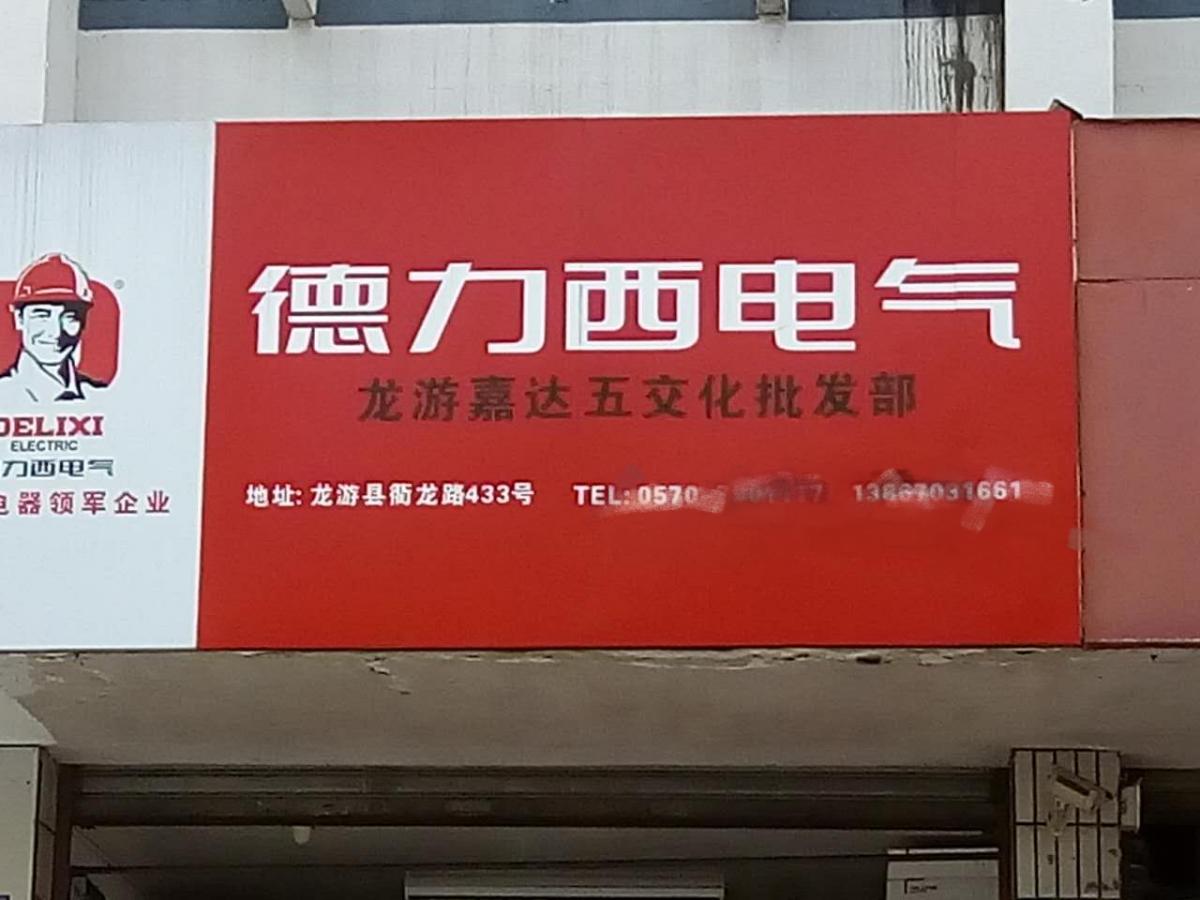 德力西电气
龙游嘉达五交化批发部
地址: 龙游县衢龙路433号 TEL: 0570
DELIXI
ELECTRIC
力西电气
电器领军企业